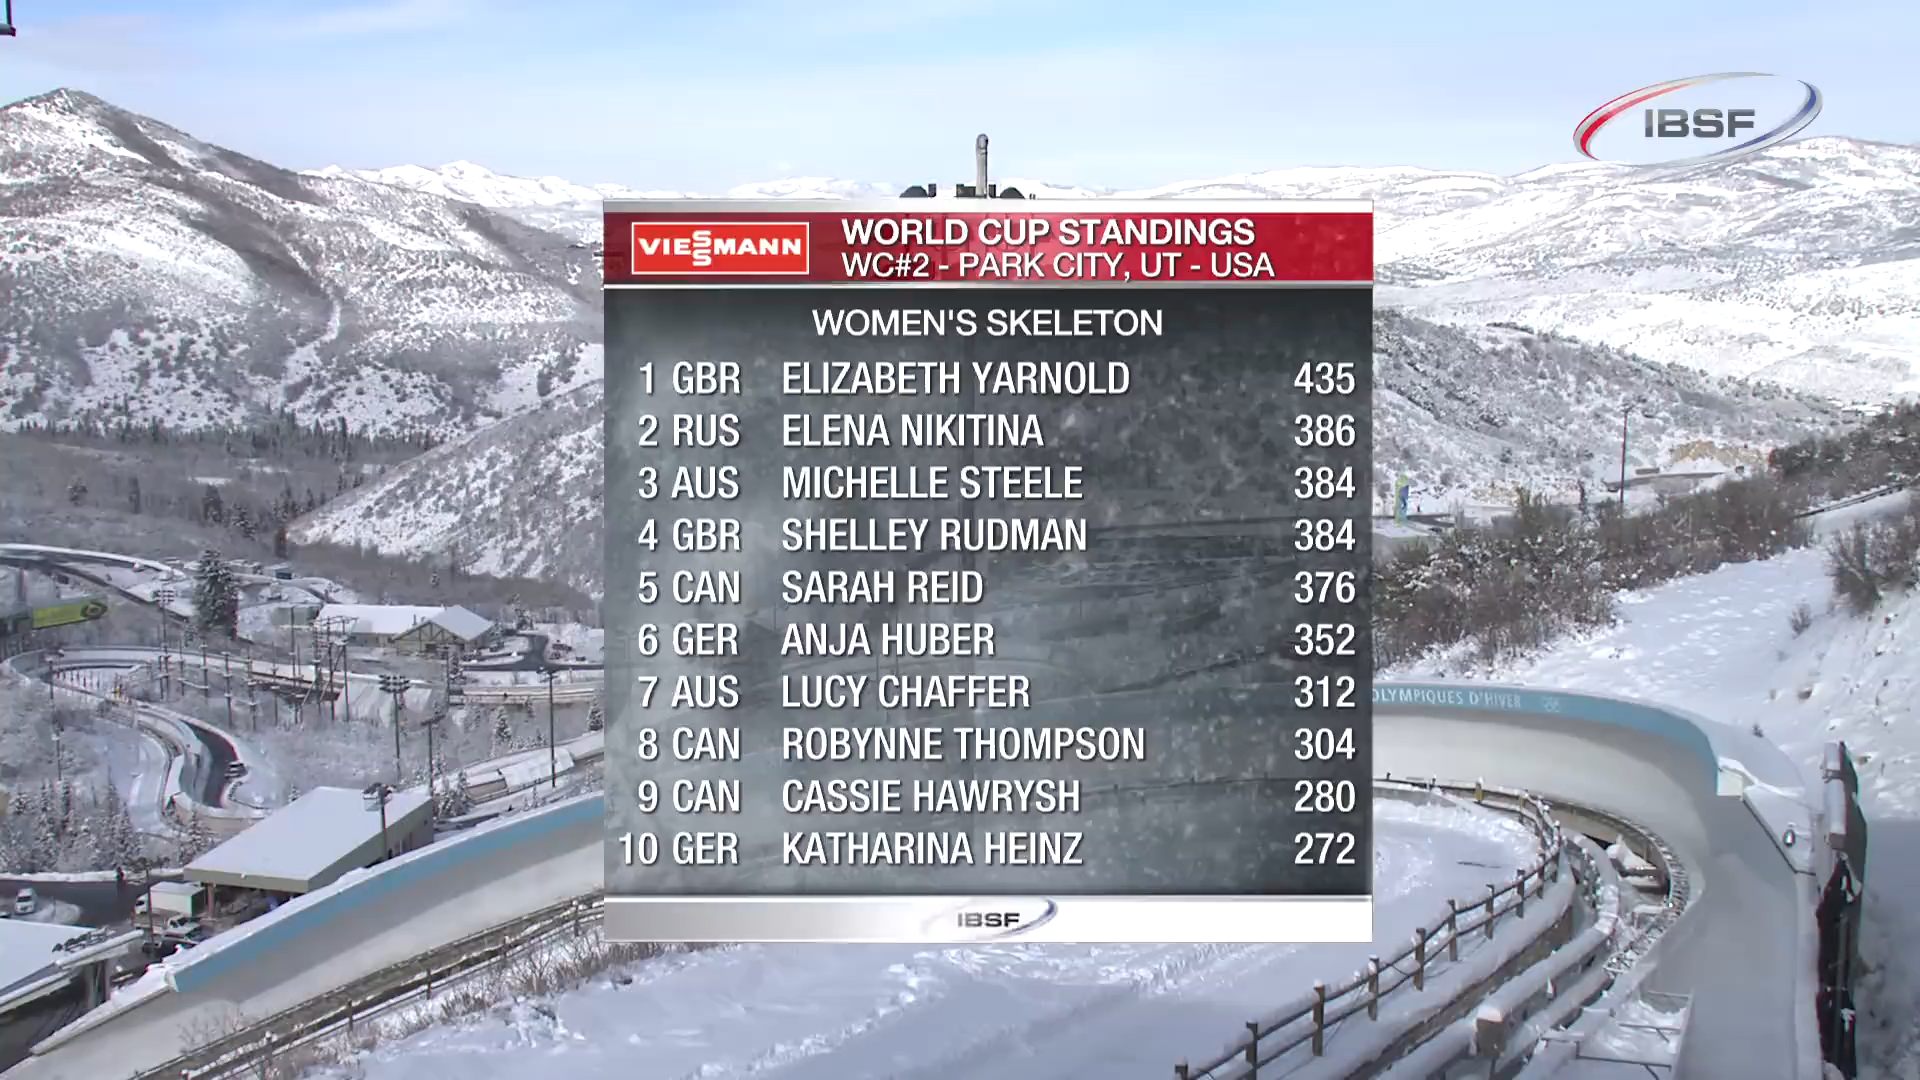 IBSF
VIESSMANN
WORLD CUP STANDINGS
WC#2 - PARK CITY, UT - USA
WOMEN'S SKELETON
1 GBR ELIZABETH YARNOLD 435
2 RUS ELENA NIKITINA 386
3 AUS MICHELLE STEELE 384
4 GBR SHELLEY RUDMAN 384
5 CAN SARAH REID 376
6 GER ANJA HUBER 352
7 AUS LUCY CHAFFER 312
8 CAN ROBYNNE THOMPSON 304
9 CAN CASSIE HAWRYSH 280
10 GER KATHARINA HEINZ 272
OLYMPIQUES D'HIVER
IBSF